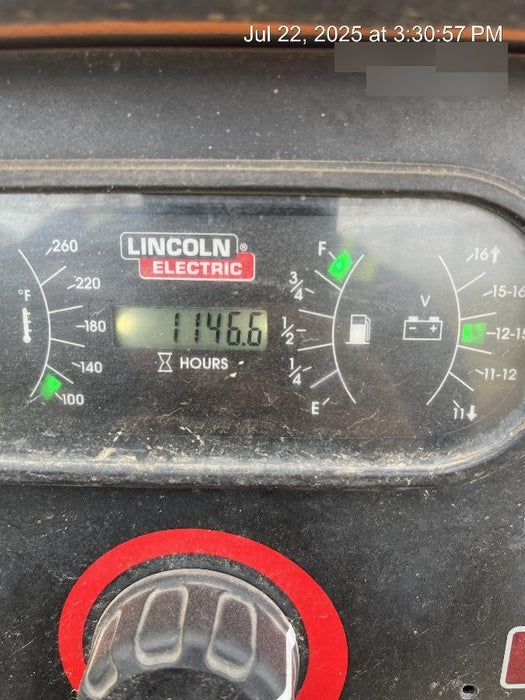 Jul 22, 2025 at 3:30:57 PM
LINCOLN®
ELECTRIC
1146.6
HOURS
°F
260
220
180
140
100
F
3/4
1/2
1/4
E
V
- +
16↑
15-16
12-15
11-12
11↓